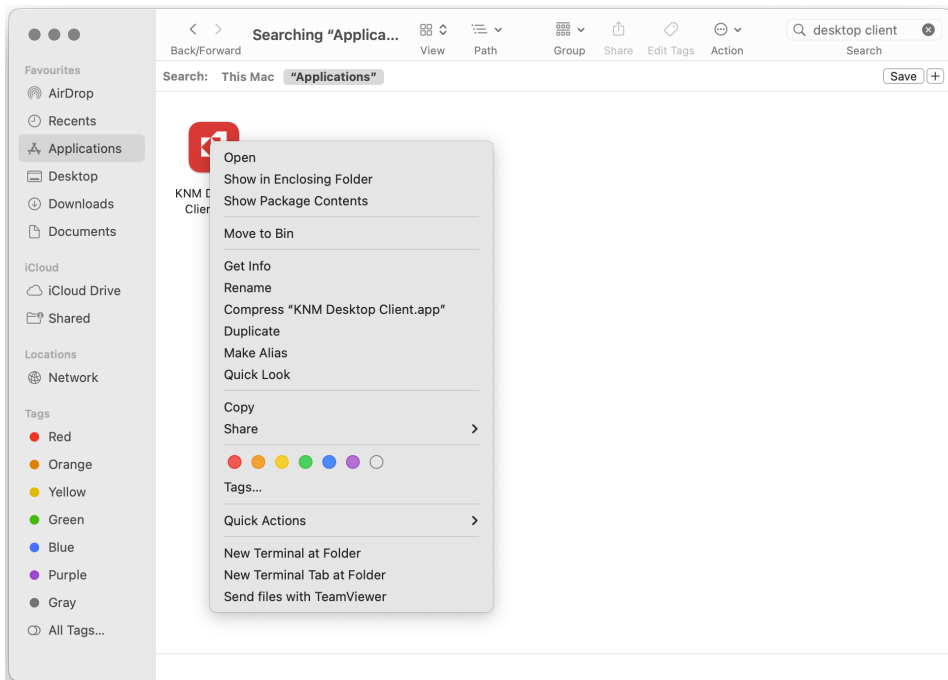 Back/Forward
Searching “Applica...
View
Path
Group
Share
Edit Tags
Action
desktop client
Search
Favourites
AirDrop
Recents
Applications
Desktop
Downloads
Documents
iCloud
iCloud Drive
Shared
Locations
Network
Tags
Red
Orange
Yellow
Green
Blue
Purple
Gray
All Tags...
Search: This Mac “Applications” Save +
KNM
Open
Show in Enclosing Folder
Show Package Contents
Move to Bin
Get Info
Rename
Compress “KNM Desktop Client.app”
Duplicate
Make Alias
Quick Look
Copy
Share
Tags...
Quick Actions
New Terminal at Folder
New Terminal Tab at Folder
Send files with TeamViewer